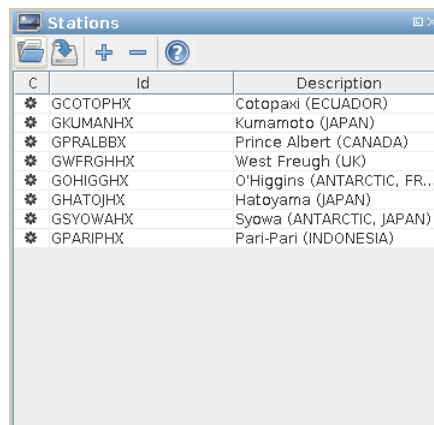 Stations
C Id Description
GCOTOPHX Cotopaxi (ECUADOR)
GKUMANHX Kumamoto (JAPAN)
GPRALBBX Prince Albert (CANADA)
GWFRGHHX West Freugh (UK)
GOHIGGHX O'Higgins (ANTARCTIC, FR...
GHATOJHX Hatoyama (JAPAN)
GSYOWAHX Syowa (ANTARCTIC, JAPAN)
GPARIPHX Pari-Pari (INDONESIA)